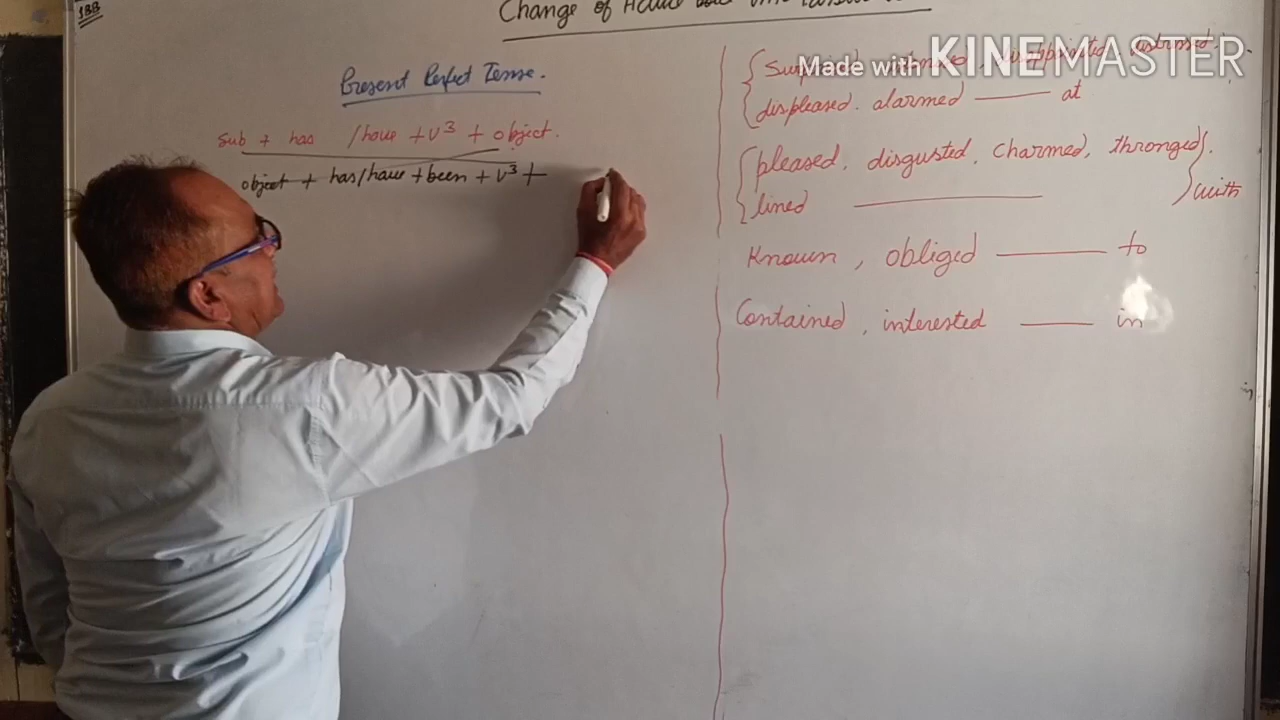 1BB
Change of
Present Perfect Tense.
Sub + has /have + V3 + object.
object + has/have + been + V3 +
displeased. alarmed —— at
pleased, disgusted, charmed, thronged
lined —— with
Known, obliged —— to
Contained, interested —— in
Made with KINEMASTER